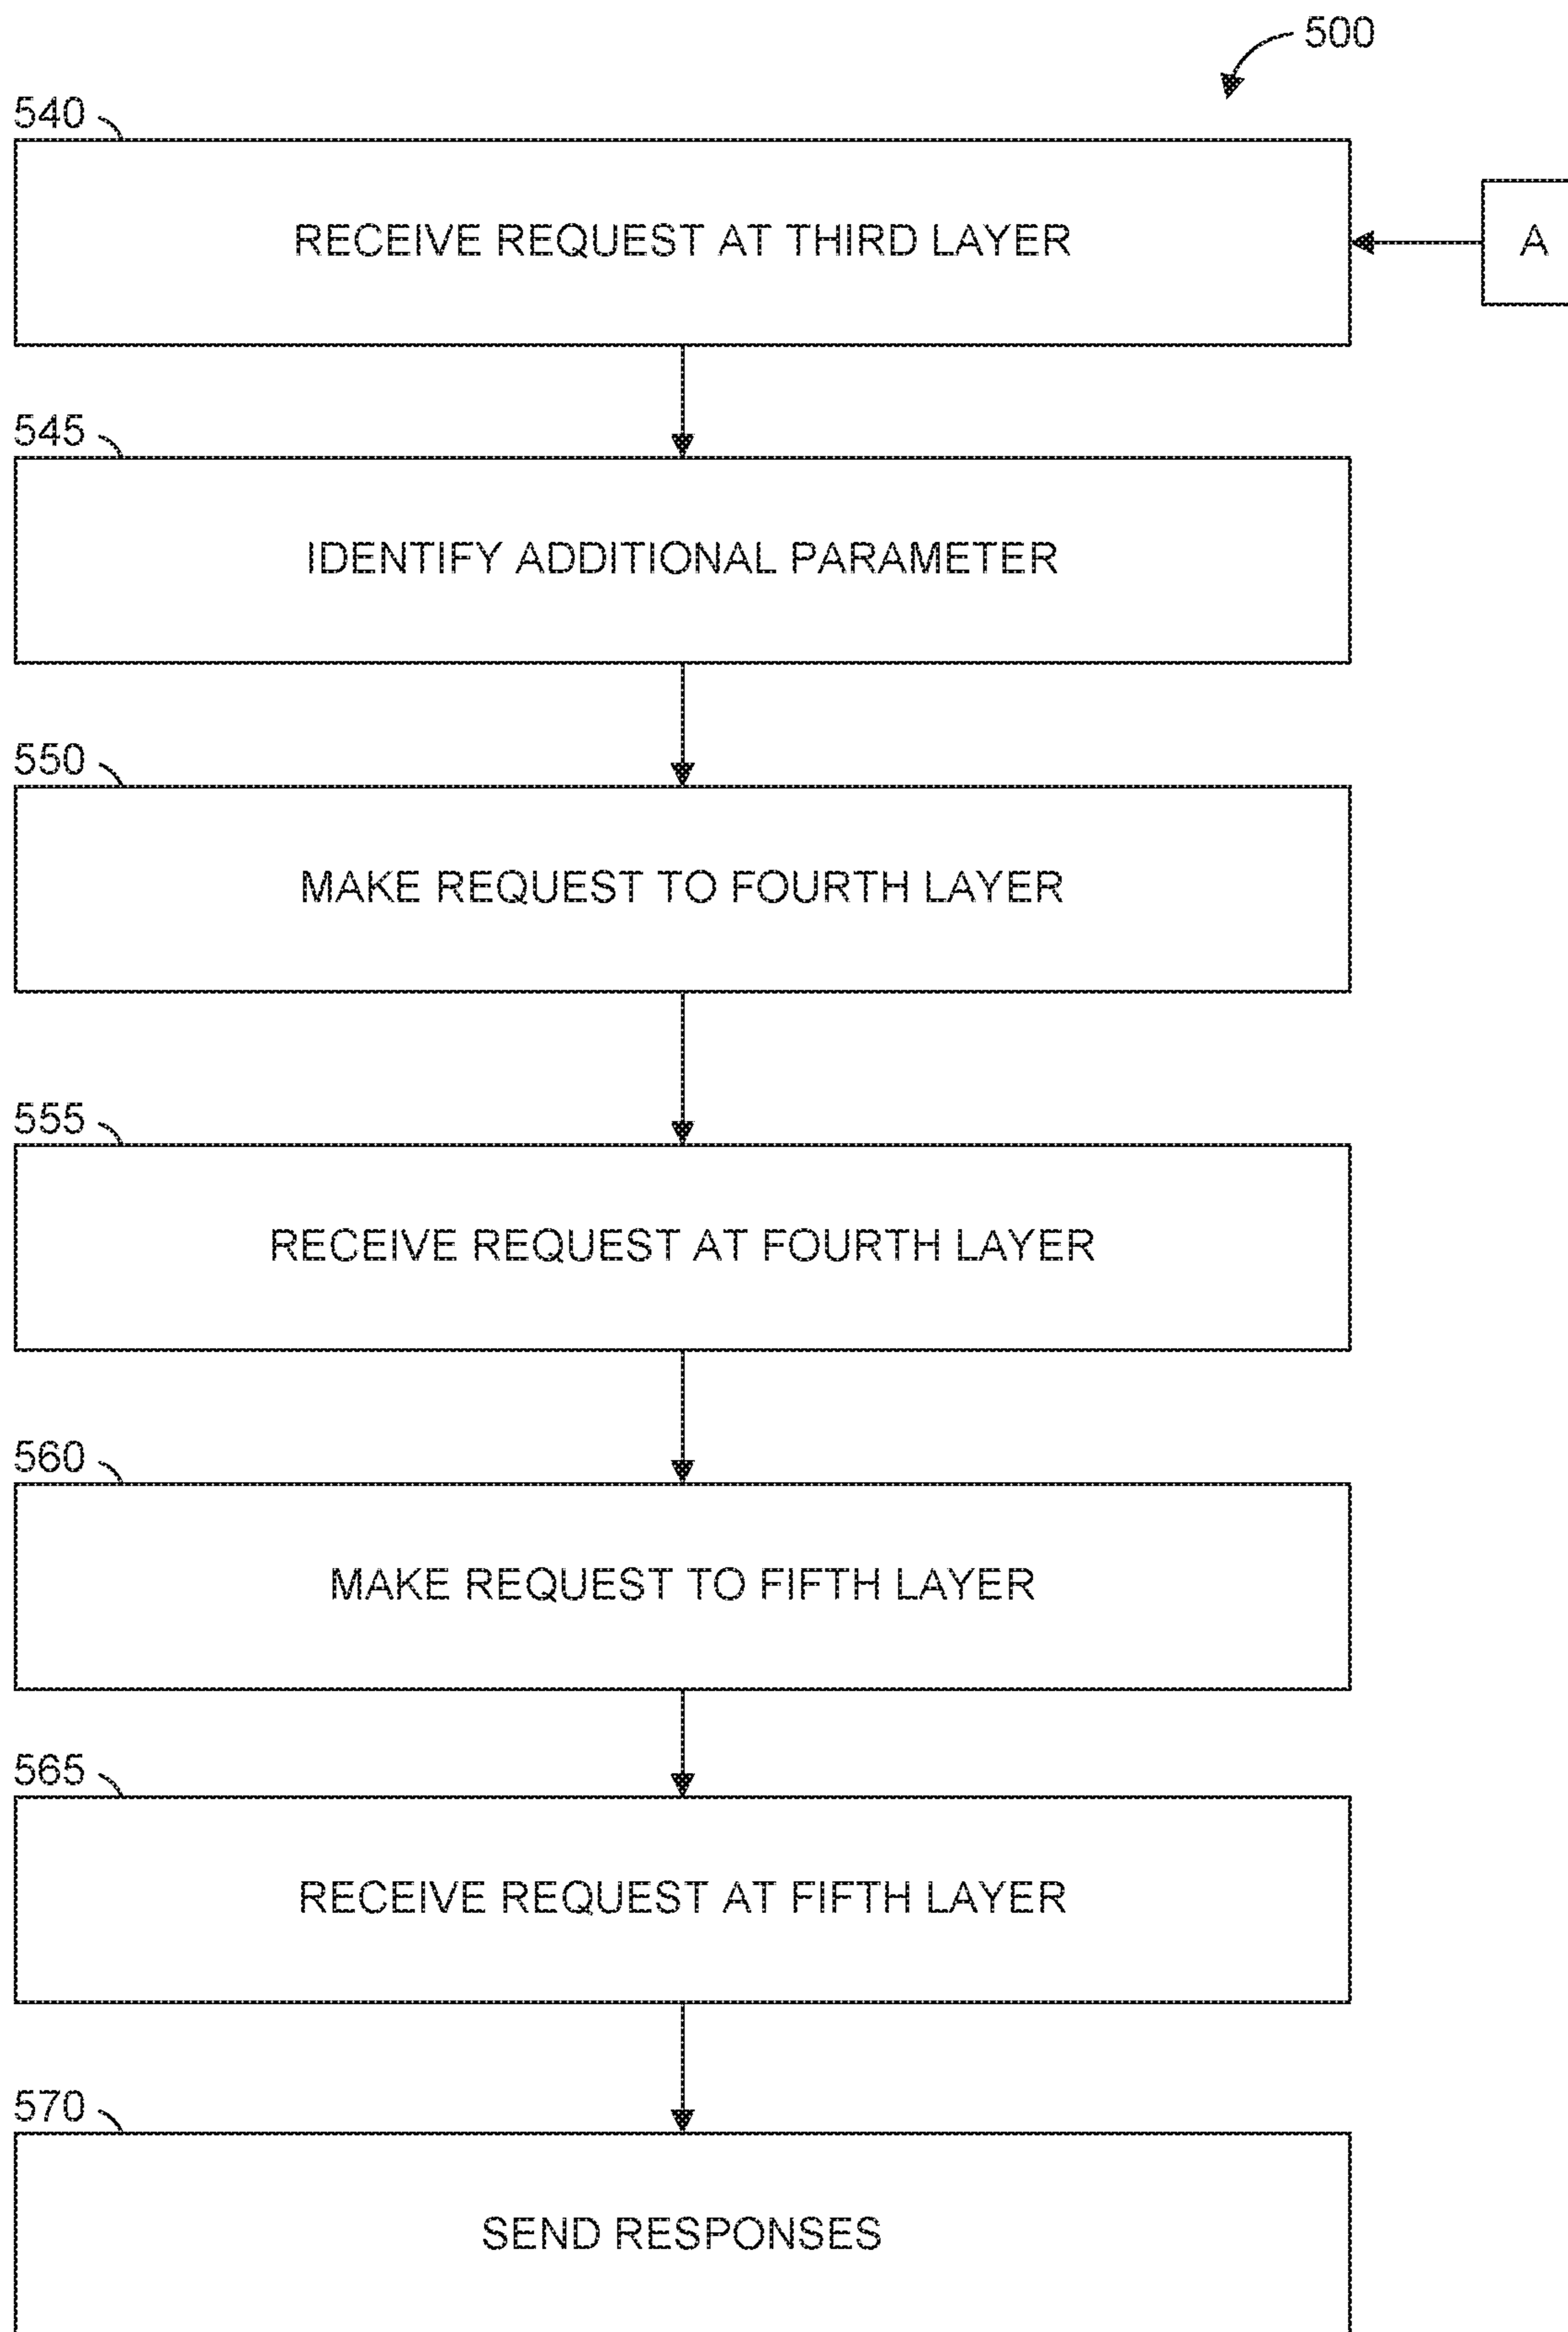 500
540
RECEIVE REQUEST AT THIRD LAYER
A
545
IDENTIFY ADDITIONAL PARAMETER
550
MAKE REQUEST TO FOURTH LAYER
555
RECEIVE REQUEST AT FOURTH LAYER
560
MAKE REQUEST TO FIFTH LAYER
565
RECEIVE REQUEST AT FIFTH LAYER
570
SEND RESPONSES